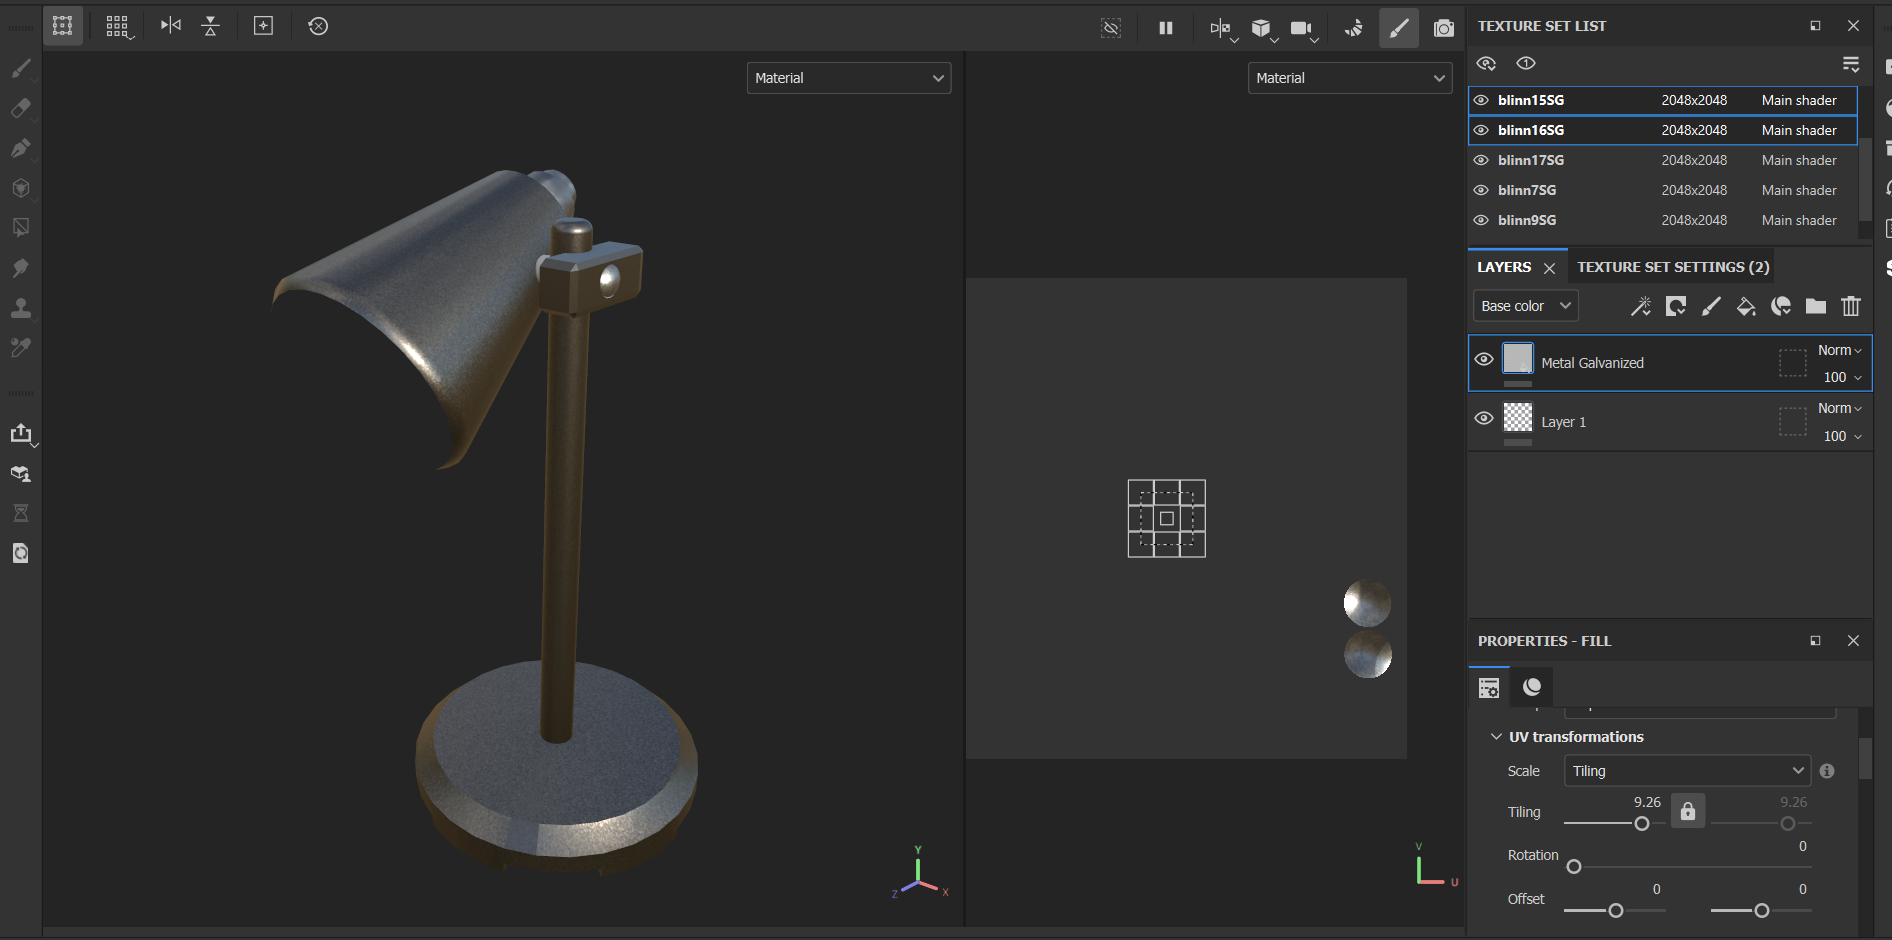 Material
Material
Y
Z
X
V
U
TEXTURE SET LIST
blinn15SG 2048x2048 Main shader
blinn16SG 2048x2048 Main shader
blinn17SG 2048x2048 Main shader
blinn7SG 2048x2048 Main shader
blinn9SG 2048x2048 Main shader
LAYERS TEXTURE SET SETTINGS (2)
Base color
Metal Galvanized Norm
100
Layer 1 Norm
100
PROPERTIES - FILL
UV transformations
Scale Tiling
Tiling 9.26 9.26
Rotation 0
Offset 0 0